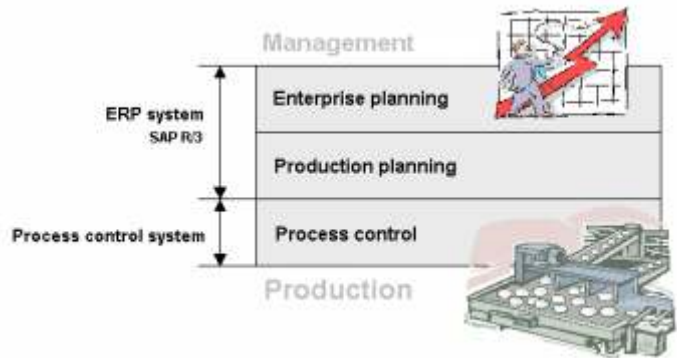 Management
Enterprise planning
ERP system
SAP R/3
Production planning
Process control system
Process control
Production